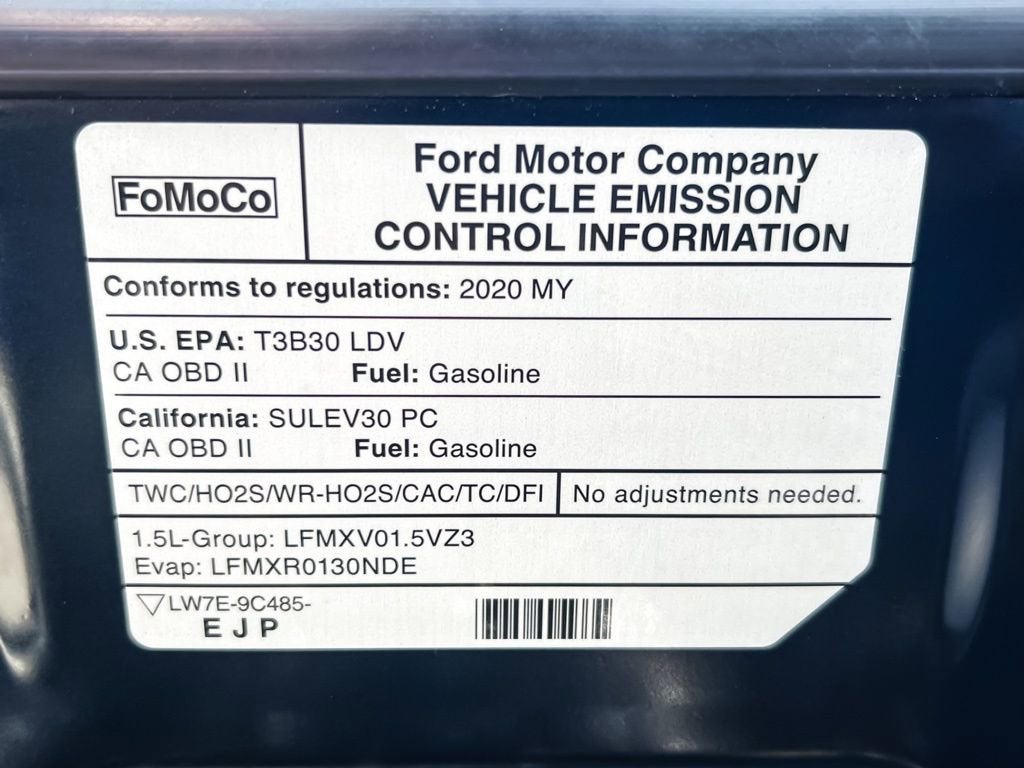 FoMoCo
Ford Motor Company
VEHICLE EMISSION
CONTROL INFORMATION
Conforms to regulations: 2020 MY
U.S. EPA: T3B30 LDV
CA OBD II Fuel: Gasoline
California: SULEV30 PC
CA OBD II Fuel: Gasoline
TWC/HO2S/WR-HO2S/CAC/TC/DFI No adjustments needed.
1.5L-Group: LFMXV01.5VZ3
Evap: LFMXR0130NDE
LW7E-9C485-
E J P